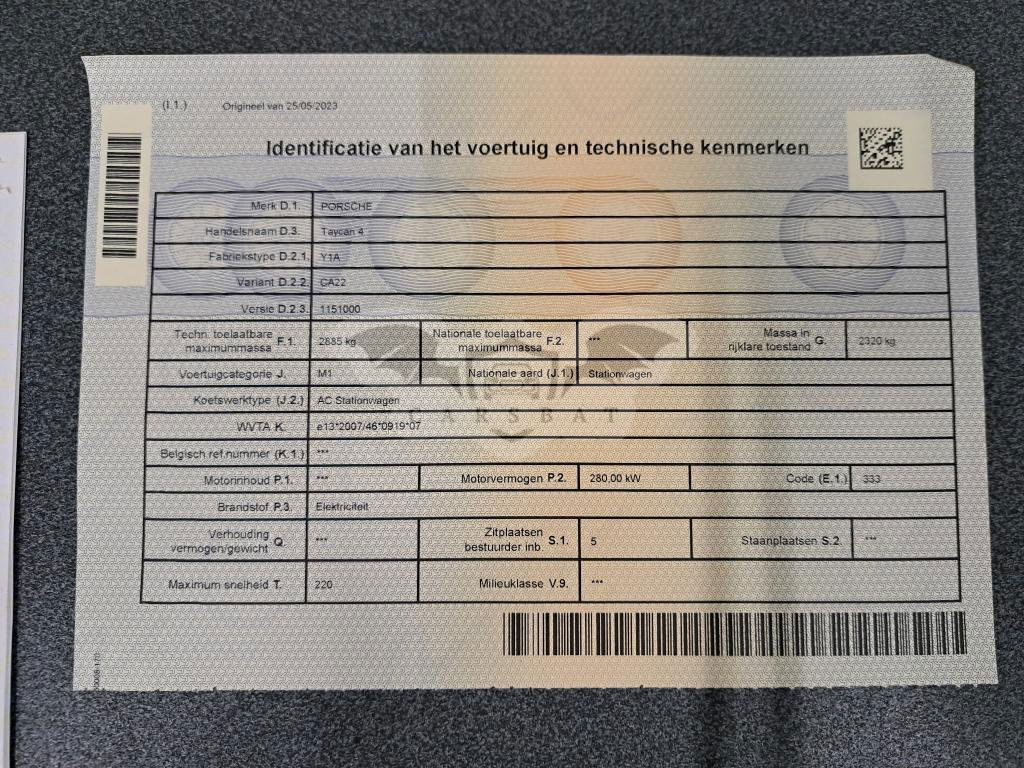 (I.1.) Origineel van 25/05/2023
Identificatie van het voertuig en technische kenmerken
Merk D.1. PORSCHE
Handelsnaam D.3. Taycan 4
Fabriekstype D.2.1. Y1A
Variant D.2.2. CA22
Versie D.2.3. 1151000
Techn. toelaatbare maximummassa F.1. 2885 kg Nationale toelaatbare maximummassa F.2. *** Massa in rijklare toestand G. 2320 kg
Voertuigcategorie J. M1 Nationale aard (J.1.) Stationwagen
Koetswerktype (J.2.) AC Stationwagen
CARSBAT
WVTA K. e13*2007/46*0919*07
Belgisch ref.nummer (K.1.) ***
Motorinhoud P.1. *** Motorvermogen P.2. 280,00 kW Code (E.1.) 333
Brandstof P.3. Elektriciteit
Verhouding vermogen/gewicht Q. *** Zitplaatsen bestuurder inb. S.1. 5 Staanplaatsen S.2. ***
Maximum snelheid T. 220 Milieuklasse V.9. ***